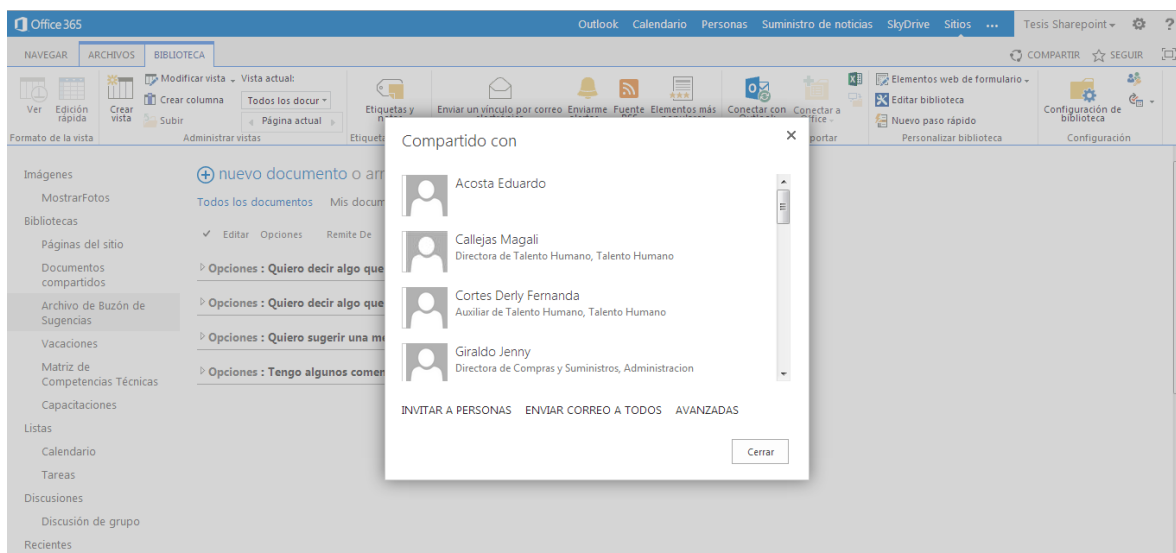 Office 365
Outlook Calendario Personas Suministro de noticias SkyDrive Sitios ... Tesis Sharepoint ?
NAVEGAR ARCHIVOS BIBLIOTECA COMPARTIR SEGUIR
Ver
Edición rápida
Formato de la vista
Crear vista
Modificar vista
Crear columna
Subir
Vista actual:
Todos los docur
Página actual
Administrar vistas
Etiquetas y
Enviar un vínculo por correo
Enviarme
Fuente
Elementos más
Conectar con
Conectar a
Elementos web de formulario
Editar biblioteca
Nuevo paso rápido
Personalizar biblioteca
Configuración de biblioteca
Configuración
Imágenes
MostrarFotos
Bibliotecas
Páginas del sitio
Documentos
compartidos
Archivo de Buzón de
Sugencias
Vacaciones
Matriz de
Competencias Técnicas
Capacitaciones
Listas
Calendario
Tareas
Discusiones
Discusión de grupo
Recientes
nuevo documento o arr
Todos los documentos Mis docum
Editar Opciones Remite De
Opciones : Quiero decir algo que
Opciones : Quiero decir algo que
Opciones : Quiero sugerir una me
Opciones : Tengo algunos comen
Compartido con
Acosta Eduardo
Callejas Magali
Directora de Talento Humano, Talento Humano
Cortes Derly Fernanda
Auxiliar de Talento Humano, Talento Humano
Giraldo Jenny
Directora de Compras y Suministros, Administracion
INVITAR A PERSONAS ENVIAR CORREO A TODOS AVANZADAS
Cerrar